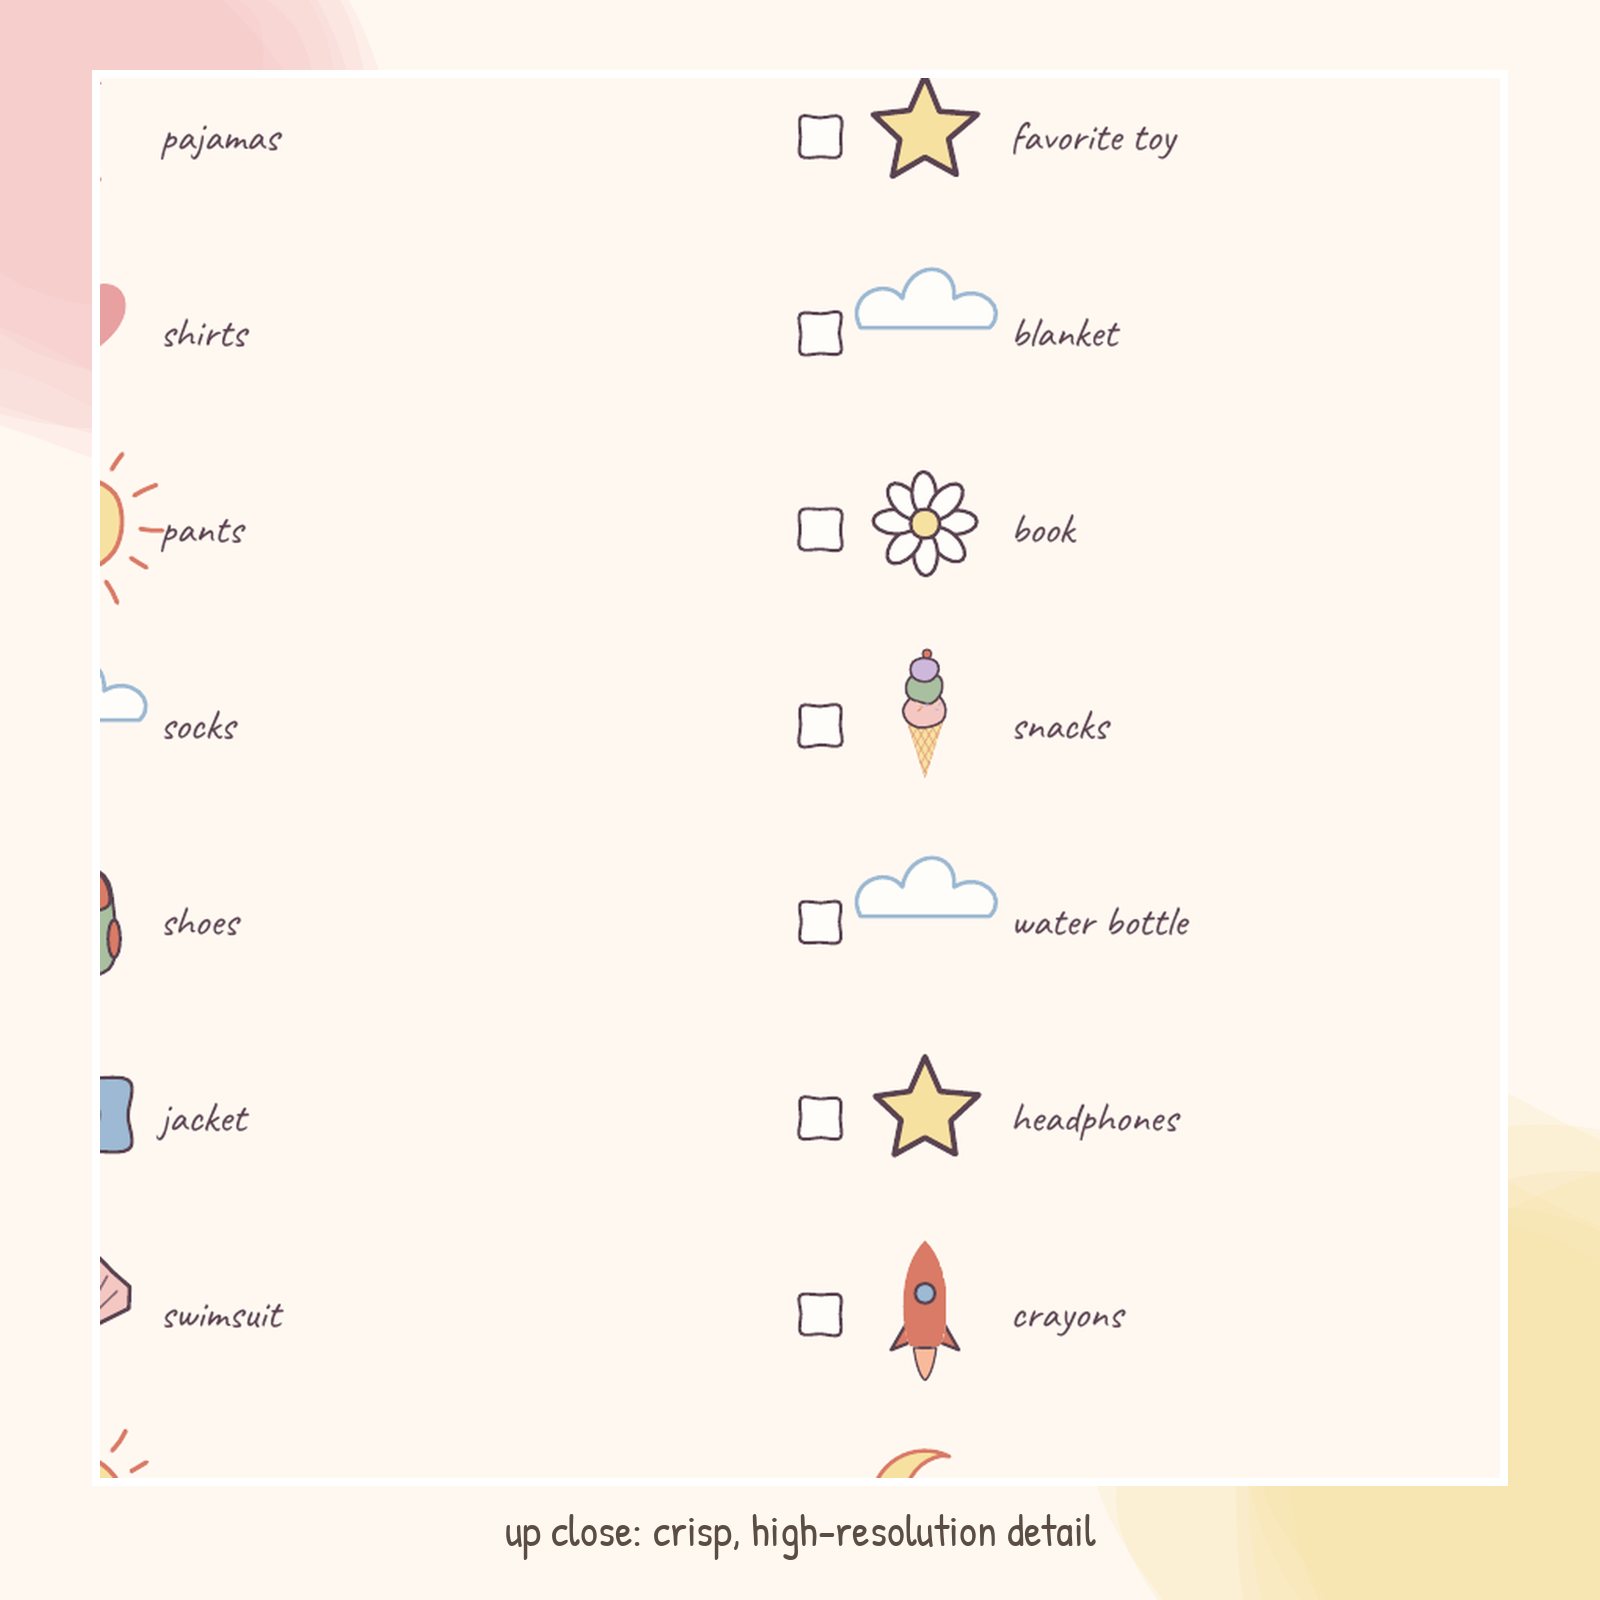 pajamas
favorite toy
shirts
blanket
pants
book
socks
snacks
shoes
water bottle
jacket
headphones
swimsuit
crayons
up close: crisp, high-resolution detail